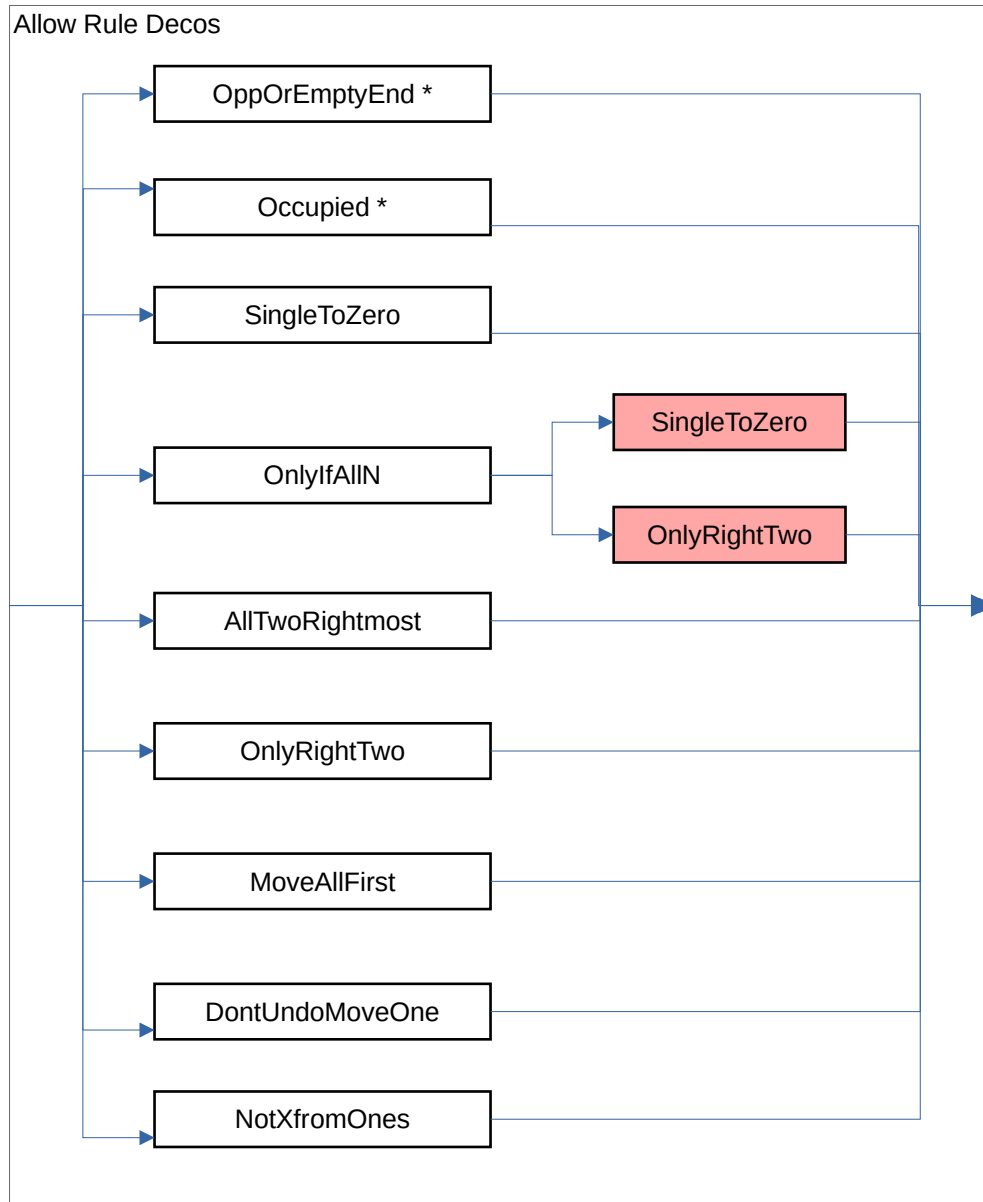 Allow Rule Decos
OppOrEmptyEnd *
Occupied *
SingleToZero
SingleToZero
OnlyIfAllN
OnlyRightTwo
AllTwoRightmost
OnlyRightTwo
MoveAllFirst
DontUndoMoveOne
NotXfromOnes